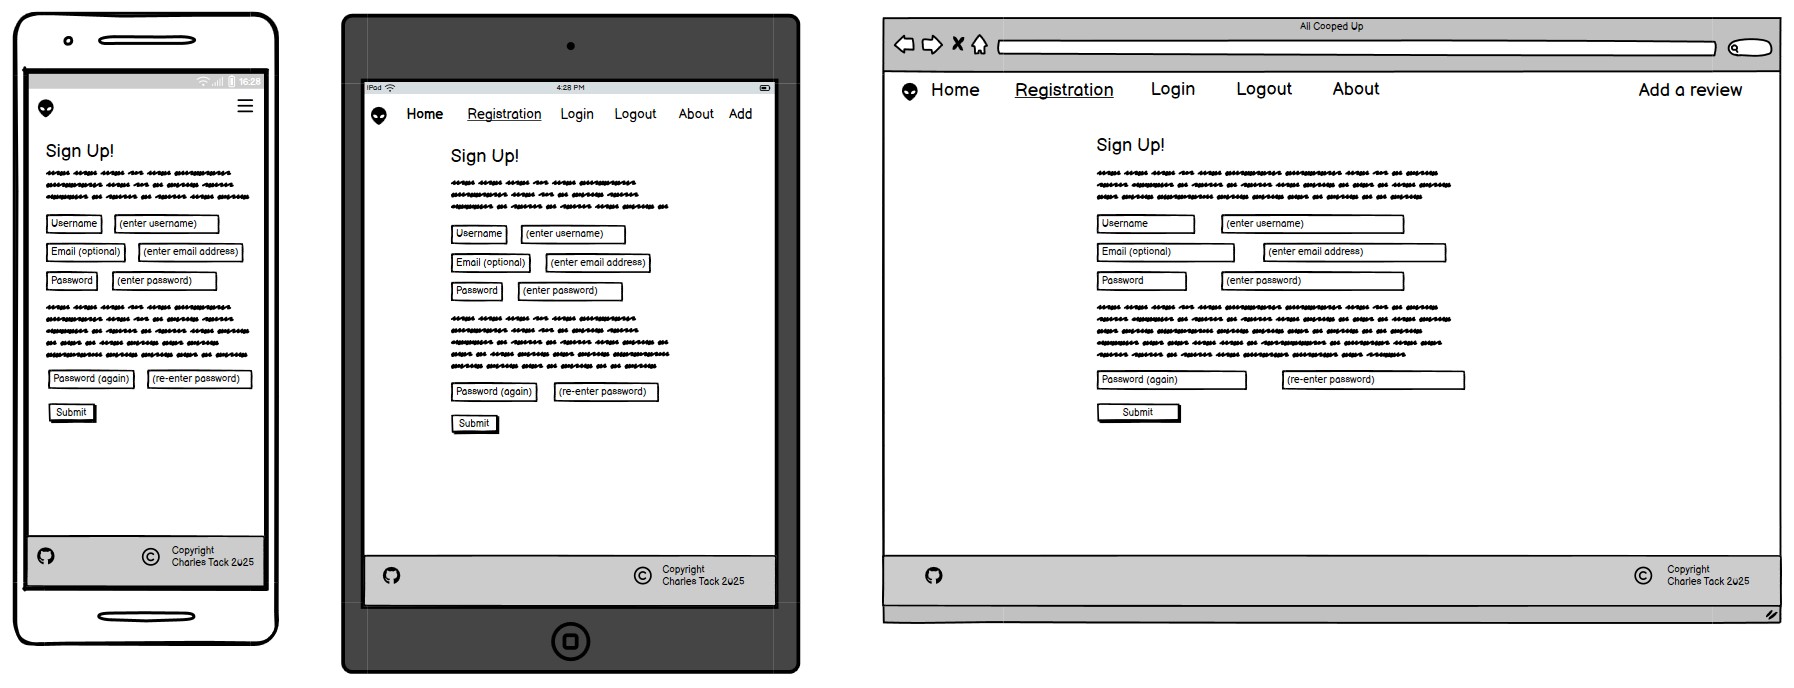 16:28
Sign Up!
Username (enter username)
Email (optional) (enter email address)
Password (enter password)
Password (again) (re-enter password)
Submit
Copyright
Charles Tack 2025
iPad 4:28 PM
Home Registration Login Logout About Add
Sign Up!
Username (enter username)
Email (optional) (enter email address)
Password (enter password)
Password (again) (re-enter password)
Submit
Copyright
Charles Tack 2025
All Cooped Up
Home Registration Login Logout About Add a review
Sign Up!
Username (enter username)
Email (optional) (enter email address)
Password (enter password)
Password (again) (re-enter password)
Submit
Copyright
Charles Tack 2025